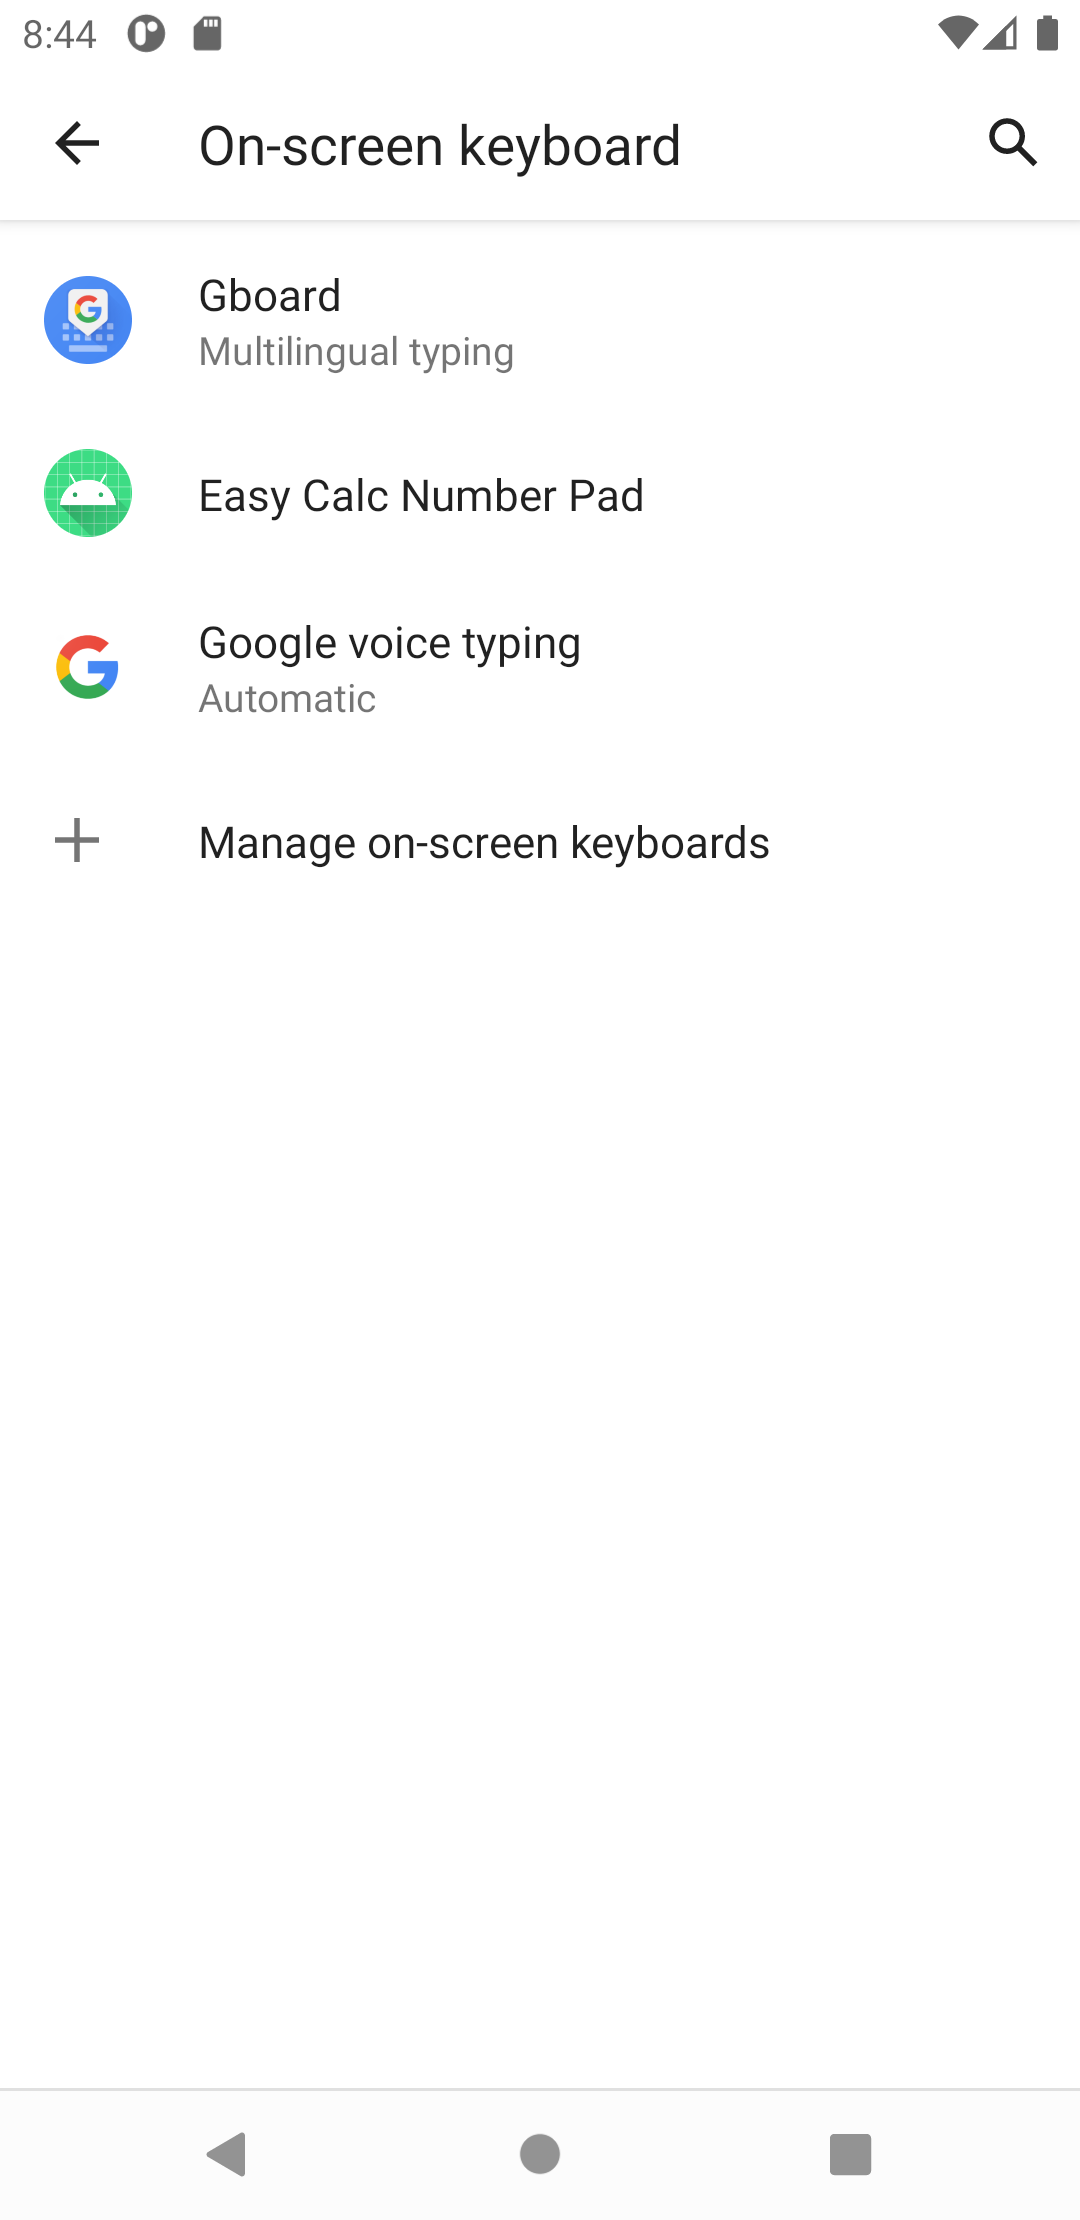 8:44
On-screen keyboard
Gboard
Multilingual typing
Easy Calc Number Pad
Google voice typing
Automatic
Manage on-screen keyboards